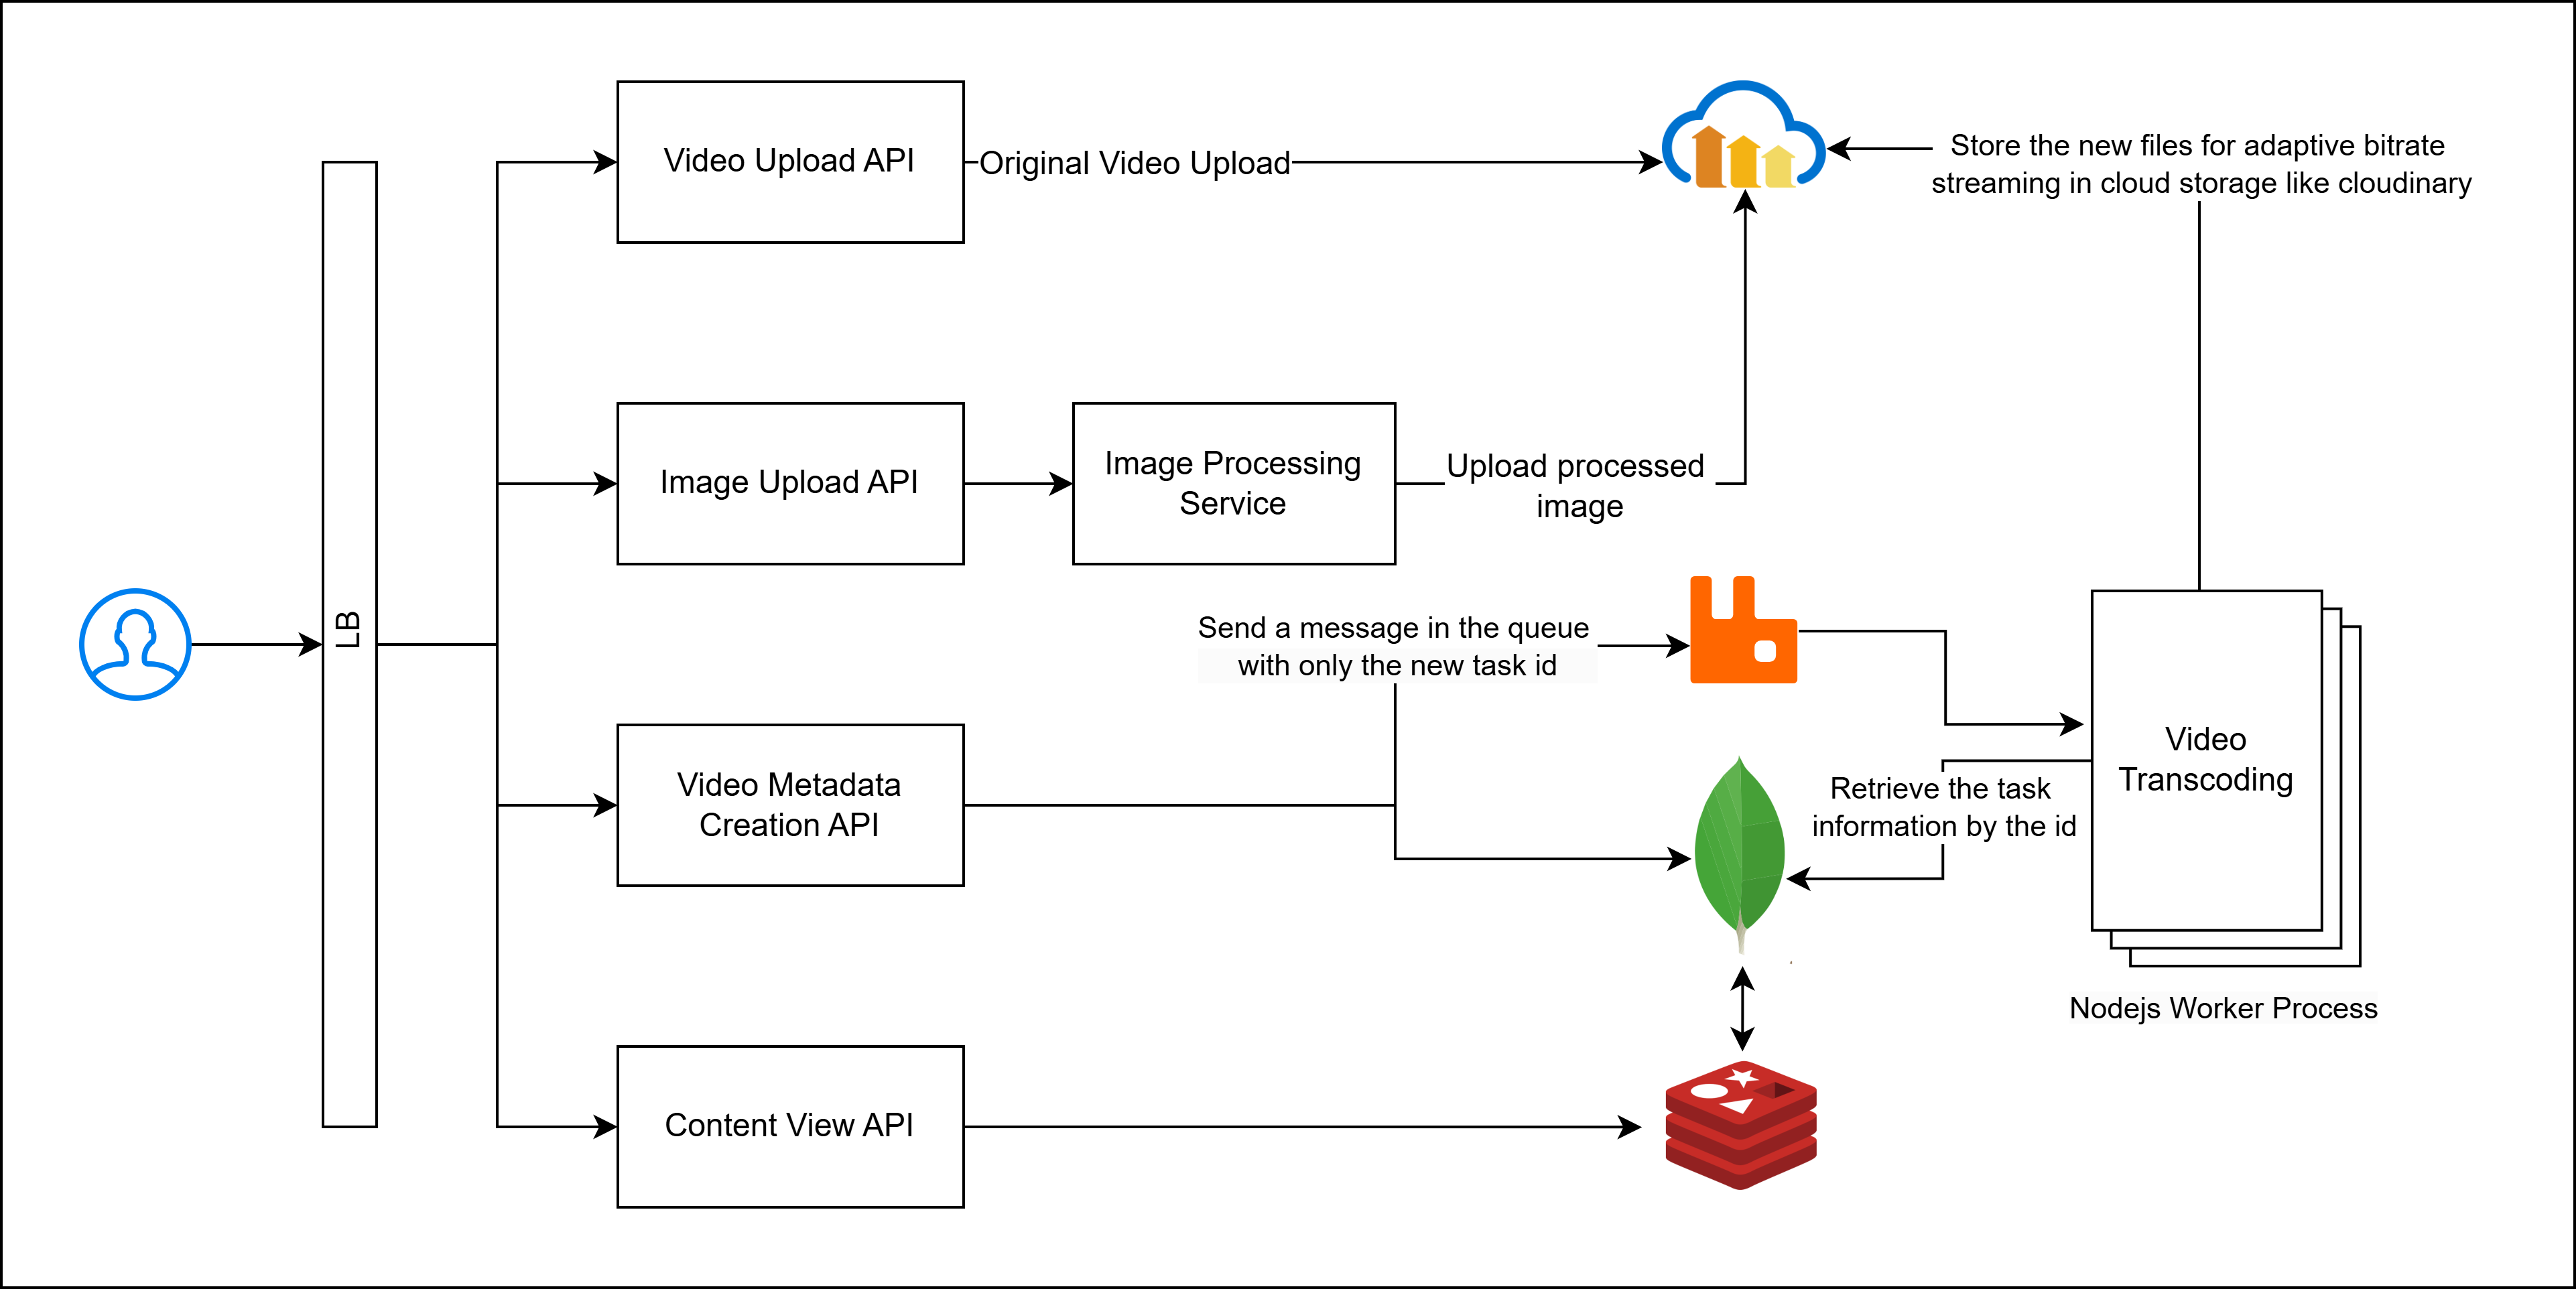 Video Upload API
Original Video Upload
Store the new files for adaptive bitrate
streaming in cloud storage like cloudinary
Image Upload API
Image Processing
Service
Upload processed
image
LB
Send a message in the queue
with only the new task id
Video Metadata
Creation API
Retrieve the task
information by the id
Video
Transcoding
Nodejs Worker Process
Content View API